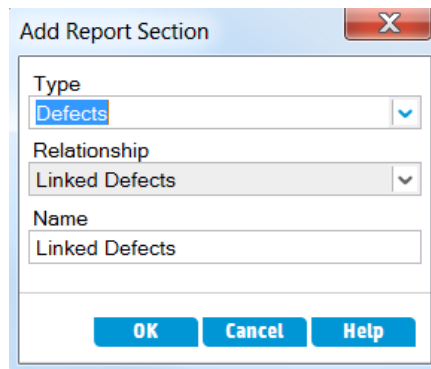 Add Report Section
Type
Defects
Relationship
Linked Defects
Name
Linked Defects
OK Cancel Help